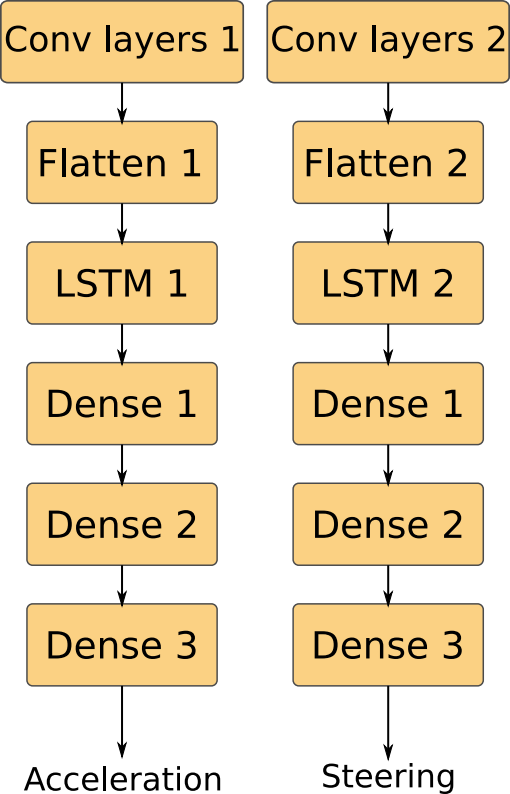 Conv layers 1
Flatten 1
LSTM 1
Dense 1
Dense 2
Dense 3
Acceleration
Conv layers 2
Flatten 2
LSTM 2
Dense 1
Dense 2
Dense 3
Steering